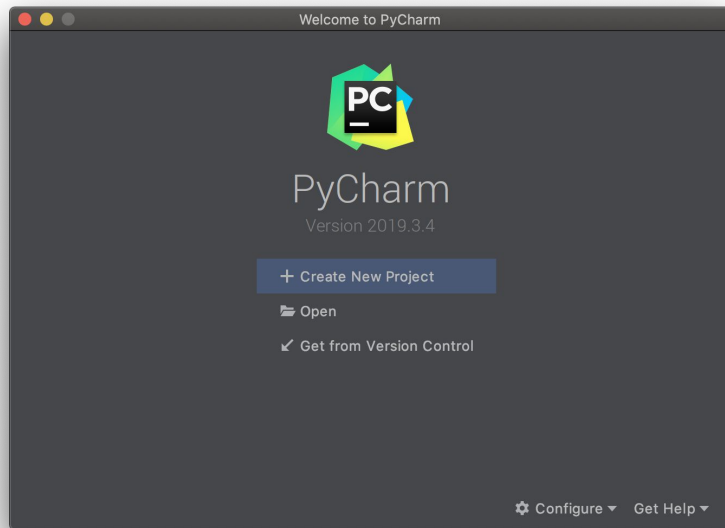 Welcome to PyCharm
PC
PyCharm
Version 2019.3.4
Create New Project
Open
Get from Version Control
Configure
Get Help